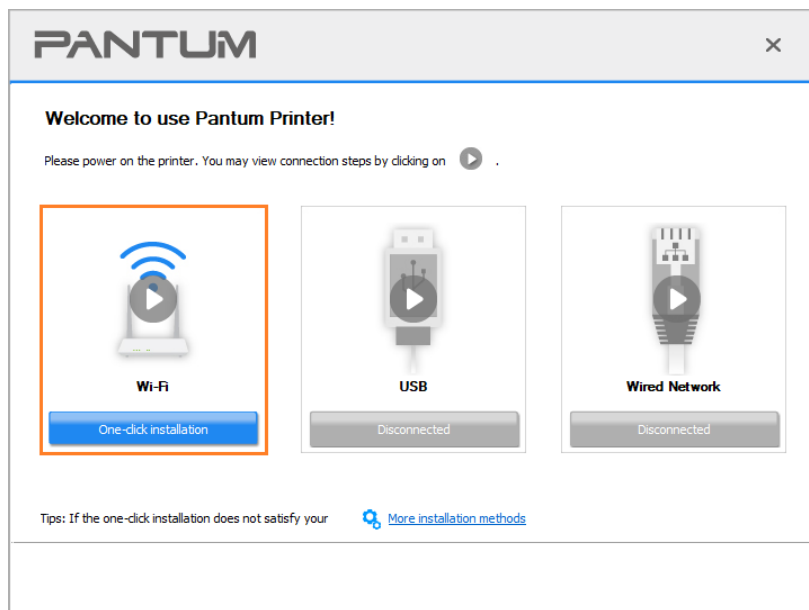 PANTUM
Welcome to use Pantum Printer!
Please power on the printer. You may view connection steps by clicking on .
Wi-Fi
USB
Wired Network
One-click installation
Disconnected
Disconnected
Tips: If the one-click installation does not satisfy your More installation methods